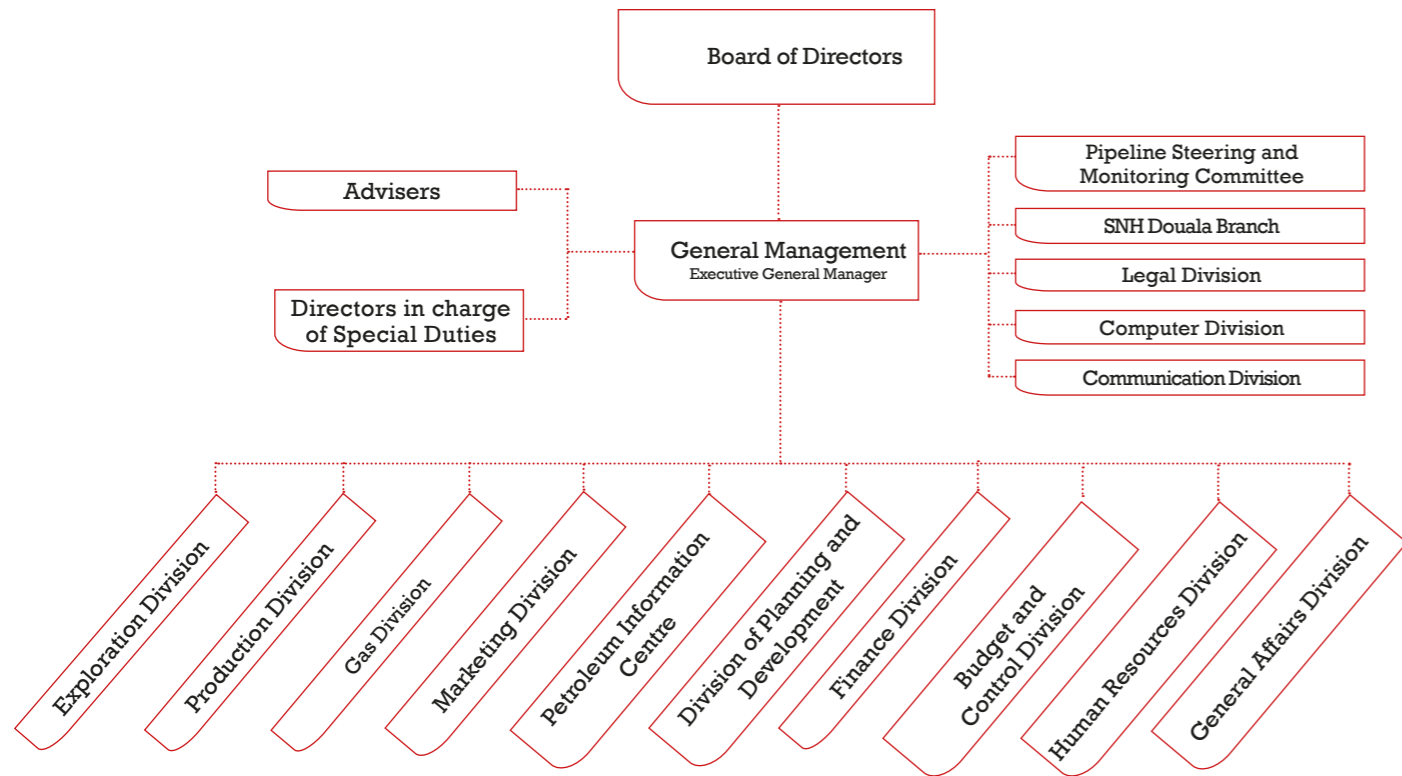 Board of Directors
Advisers
Directors in charge
of Special Duties
General Management
Executive General Manager
Pipeline Steering and
Monitoring Committee
SNH Douala Branch
Legal Division
Computer Division
Communication Division
Exploration Division
Production Division
Gas Division
Marketing Division
Petroleum Information
Centre
Division of Planning and
Development
Finance Division
Budget and
Control Division
Human Resources Division
General Affairs Division